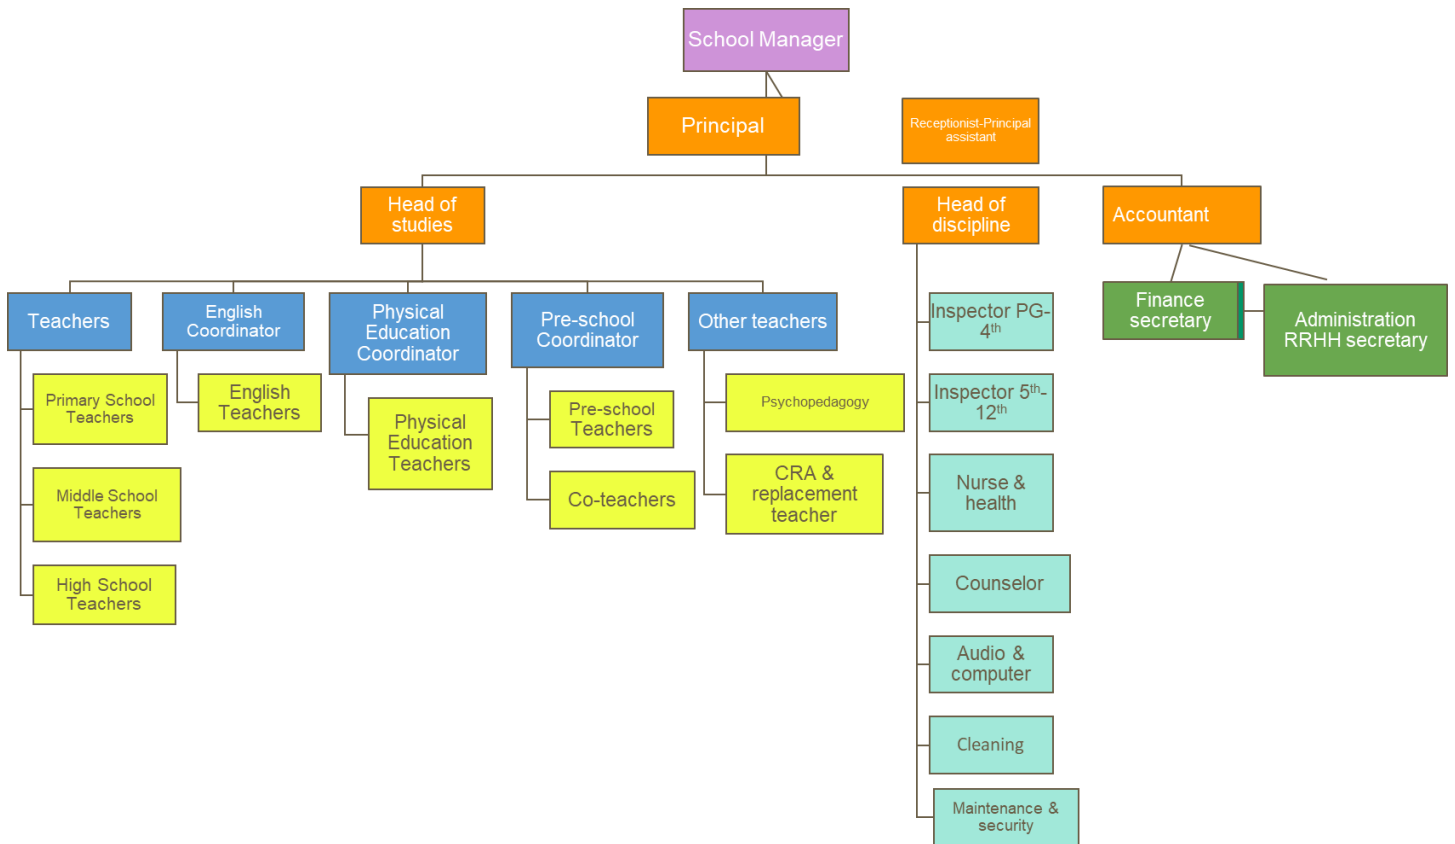 School Manager
Principal
Receptionist-Principal
assistant
Head of
studies
Head of
discipline
Accountant
Teachers
English
Coordinator
Physical
Education
Coordinator
Pre-school
Coordinator
Other teachers
Primary School
Teachers
Middle School
Teachers
High School
Teachers
English
Teachers
Physical
Education
Teachers
Pre-school
Teachers
Co-teachers
Psychopedagogy
CRA &
replacement
teacher
Inspector PG-
4th
Inspector 5th-
12th
Nurse &
health
Counselor
Audio &
computer
Cleaning
Maintenance &
security
Finance
secretary
Administration
RRHH secretary